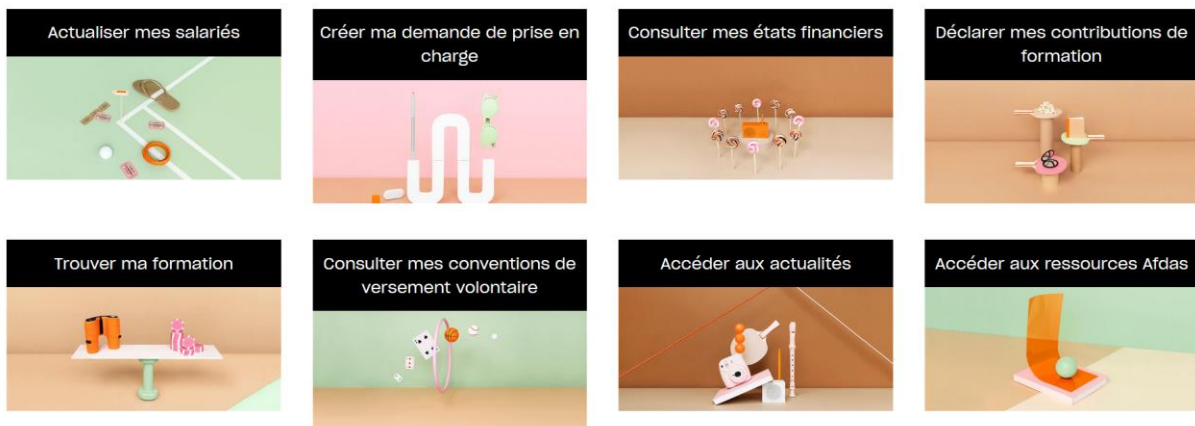 Actualiser mes salariés
Créer ma demande de prise en
charge
Consulter mes états financiers
Déclarer mes contributions de
formation
Trouver ma formation
Consulter mes conventions de
versement volontaire
Accéder aux actualités
Accéder aux ressources Afdas